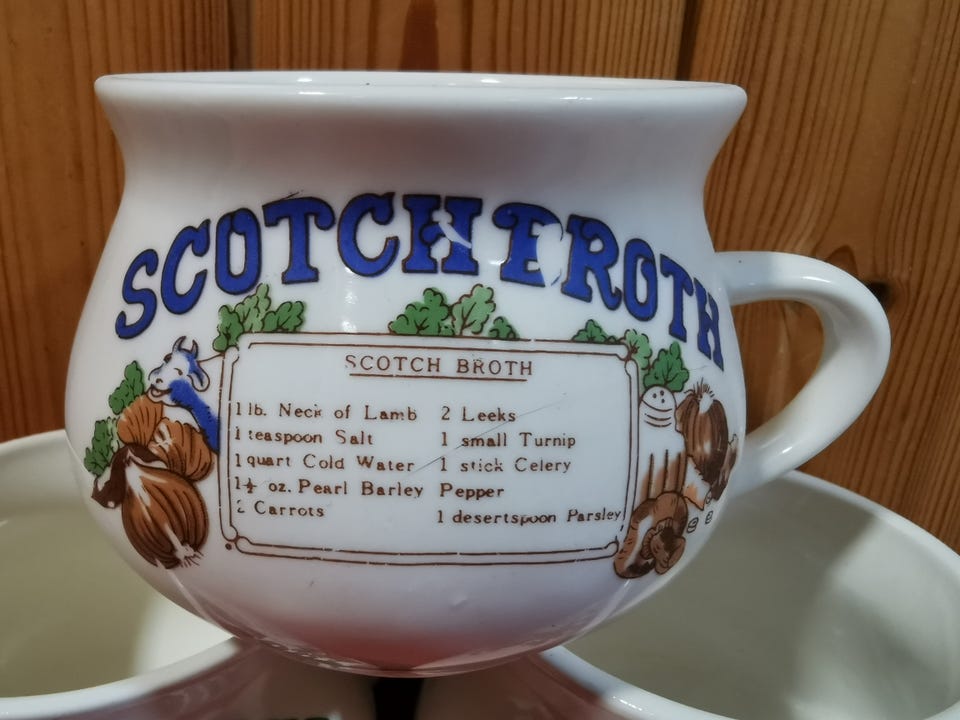 SCOTCH BROTH
SCOTCH BROTH
1 lb. Neck of Lamb
1 teaspoon Salt
1 quart Cold Water
1½ oz. Pearl Barley
2 Carrots
2 Leeks
1 small Turnip
1 stick Celery
Pepper
1 desertspoon Parsley